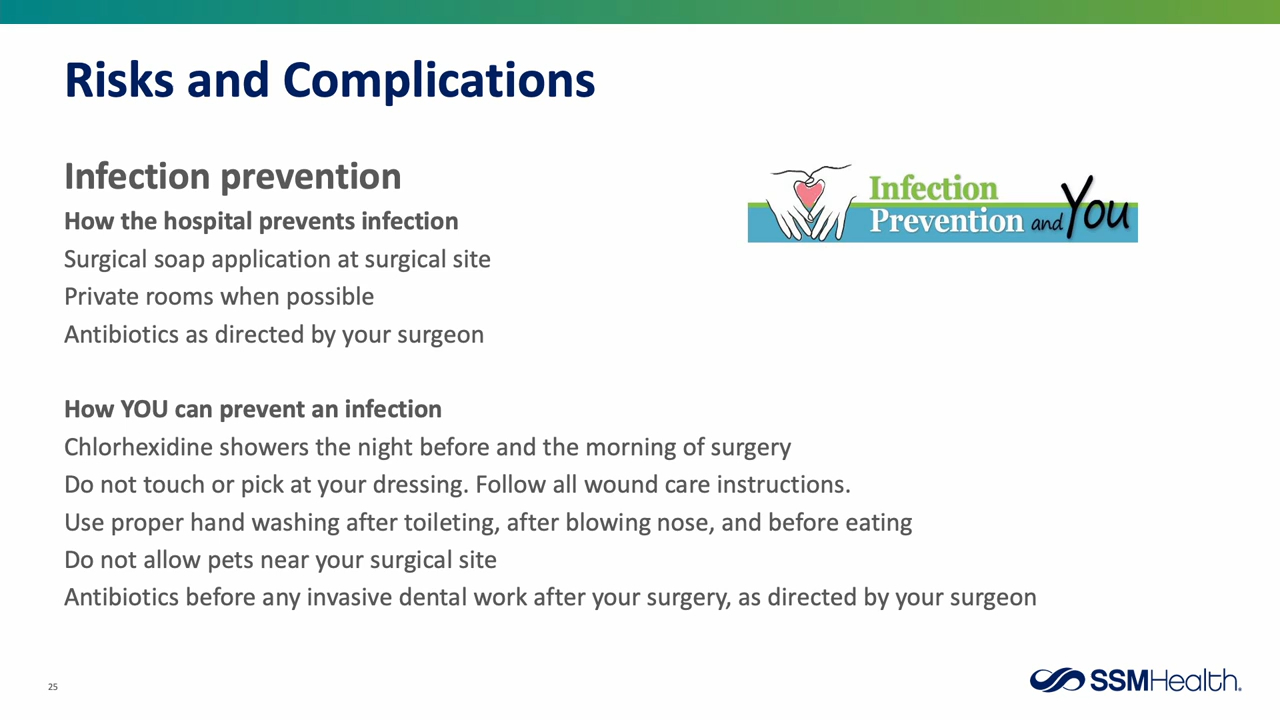 Risks and Complications
Infection prevention
How the hospital prevents infection
Surgical soap application at surgical site
Private rooms when possible
Antibiotics as directed by your surgeon
Infection
Prevention and You
How YOU can prevent an infection
Chlorhexidine showers the night before and the morning of surgery
Do not touch or pick at your dressing. Follow all wound care instructions.
Use proper hand washing after toileting, after blowing nose, and before eating
Do not allow pets near your surgical site
Antibiotics before any invasive dental work after your surgery, as directed by your surgeon
25
SSMHealth.